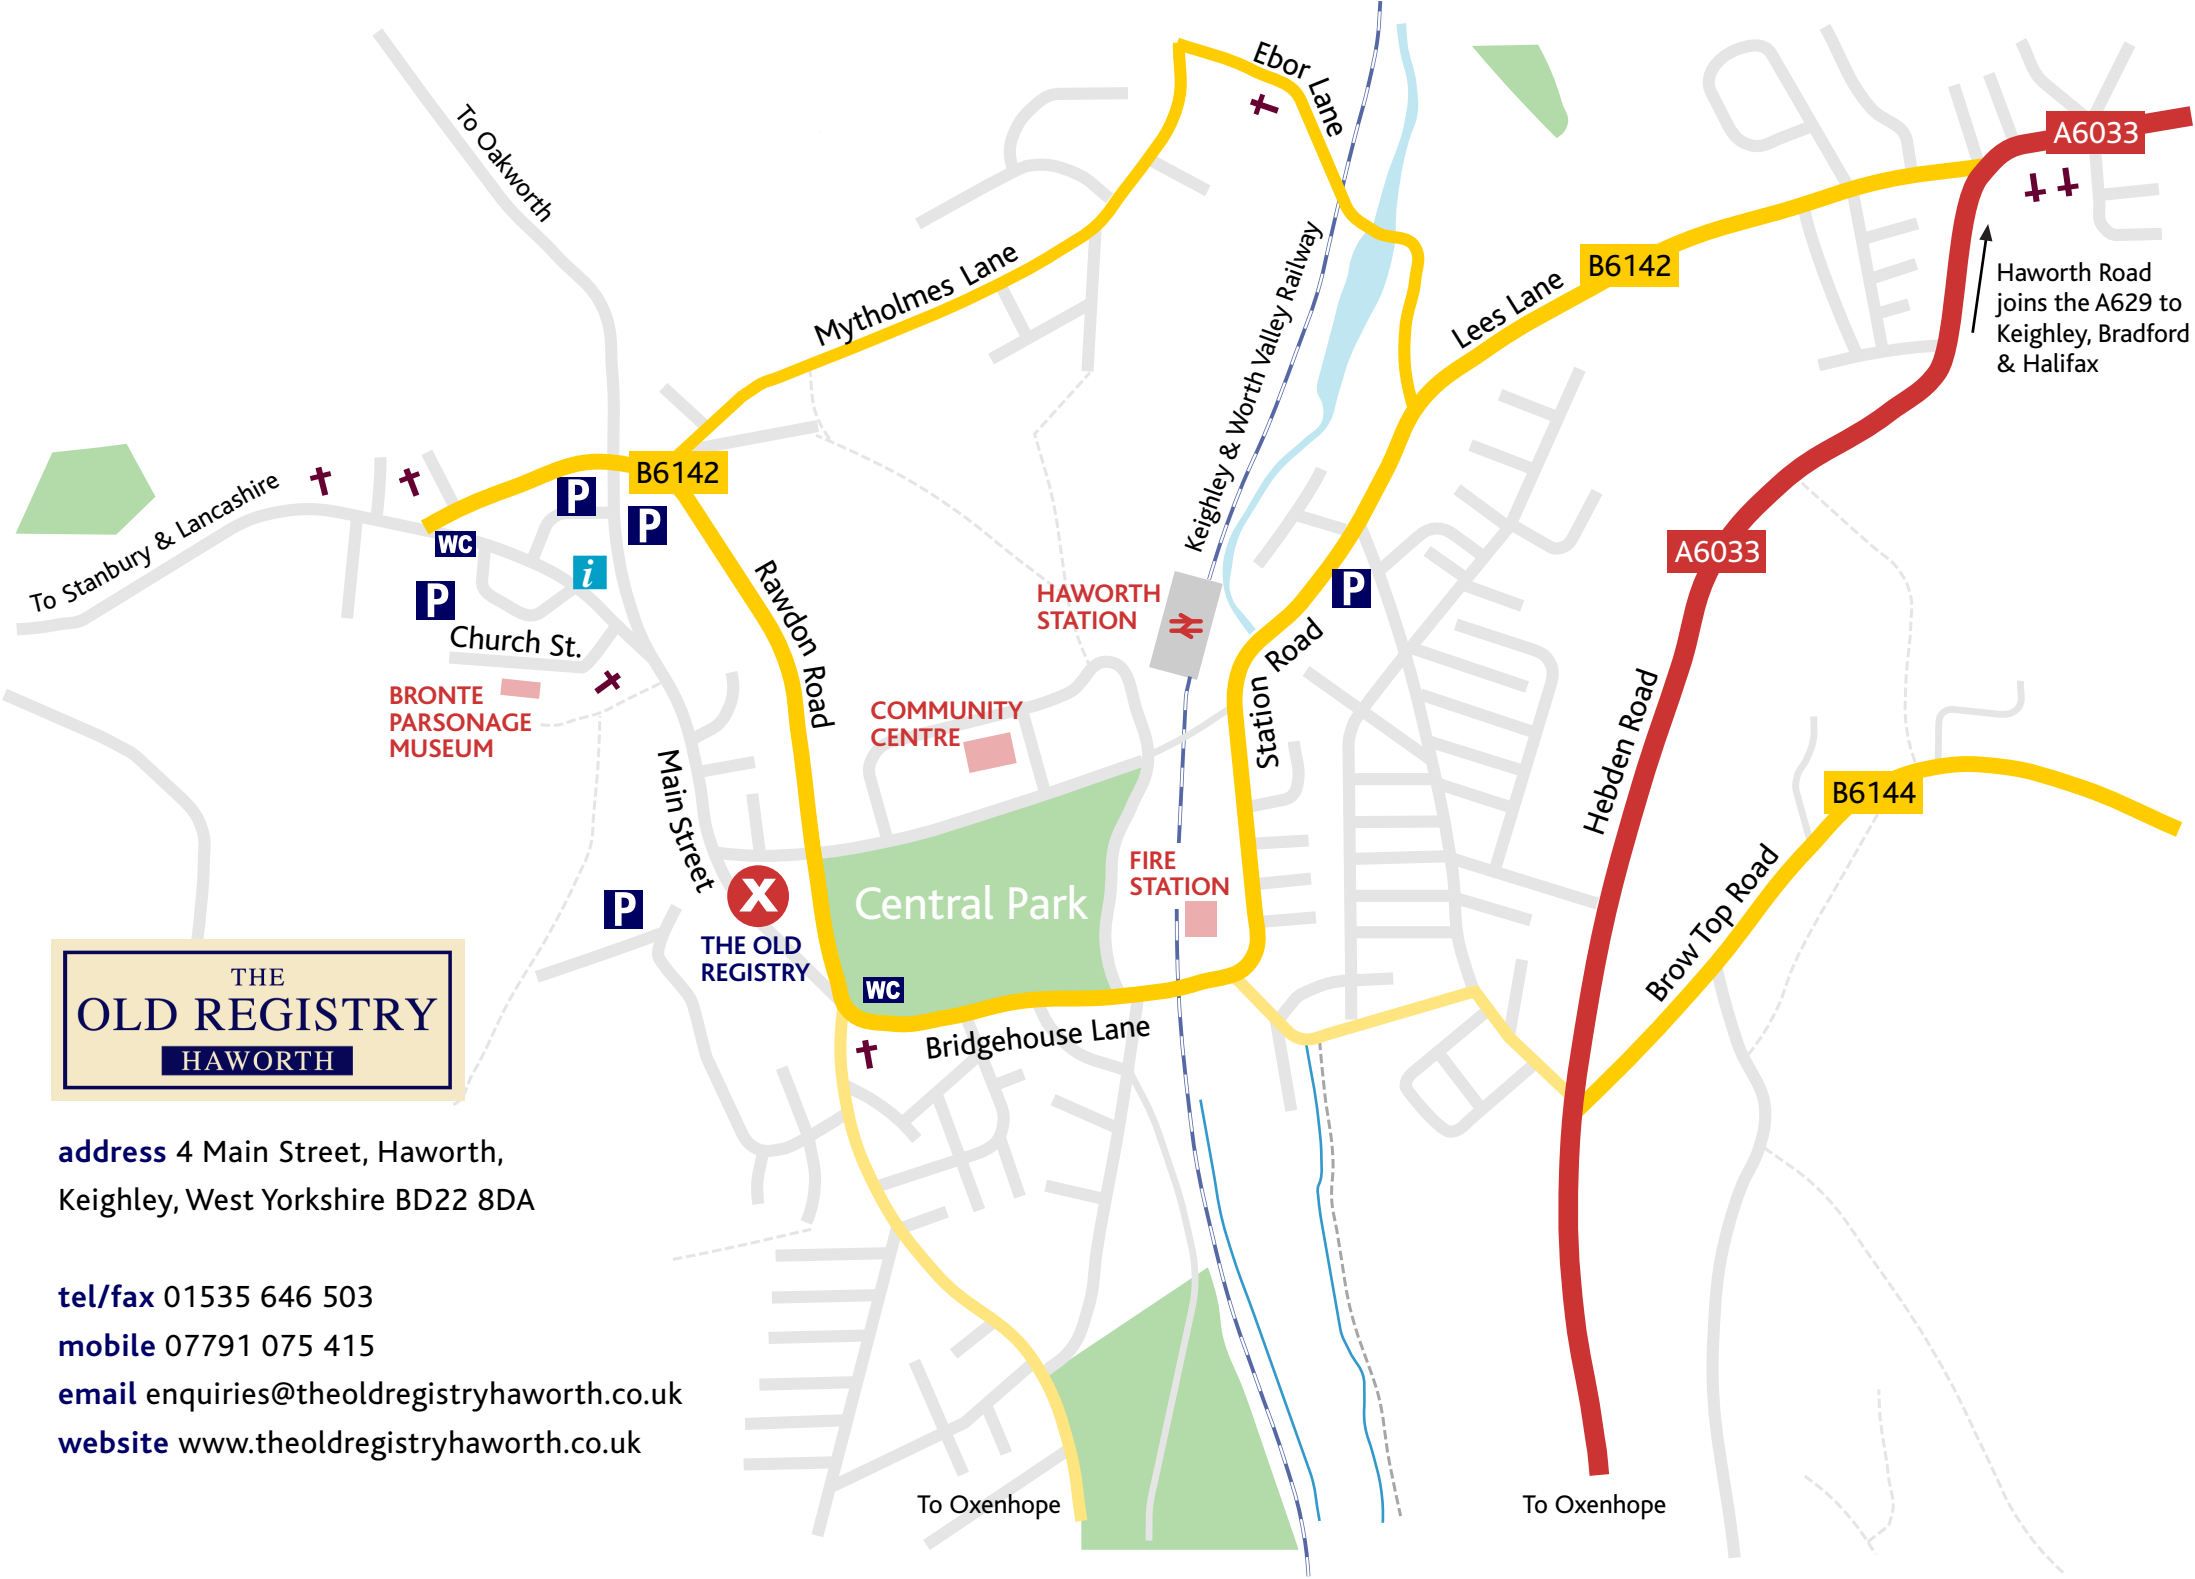 To Oakworth
Ebor Lane
A6033
Mytholmes Lane
Keighley & Worth Valley Railway
Lees Lane
B6142
Haworth Road
joins the A629 to
Keighley, Bradford
& Halifax
To Stanbury & Lancashire
B6142
P
P
WC
P
i
Church St.
Rawdon Road
HAWORTH
STATION
P
Station Road
A6033
BRONTE
PARSONAGE
MUSEUM
COMMUNITY
CENTRE
Main Street
Hebden Road
B6144
Brow Top Road
FIRE
STATION
Central Park
P
X
THE OLD
REGISTRY
WC
Bridgehouse Lane
THE
OLD REGISTRY
HAWORTH
address 4 Main Street, Haworth,
Keighley, West Yorkshire BD22 8DA
tel/fax 01535 646 503
mobile 07791 075 415
email enquiries@theoldregistryhaworth.co.uk
website www.theoldregistryhaworth.co.uk
To Oxenhope
To Oxenhope